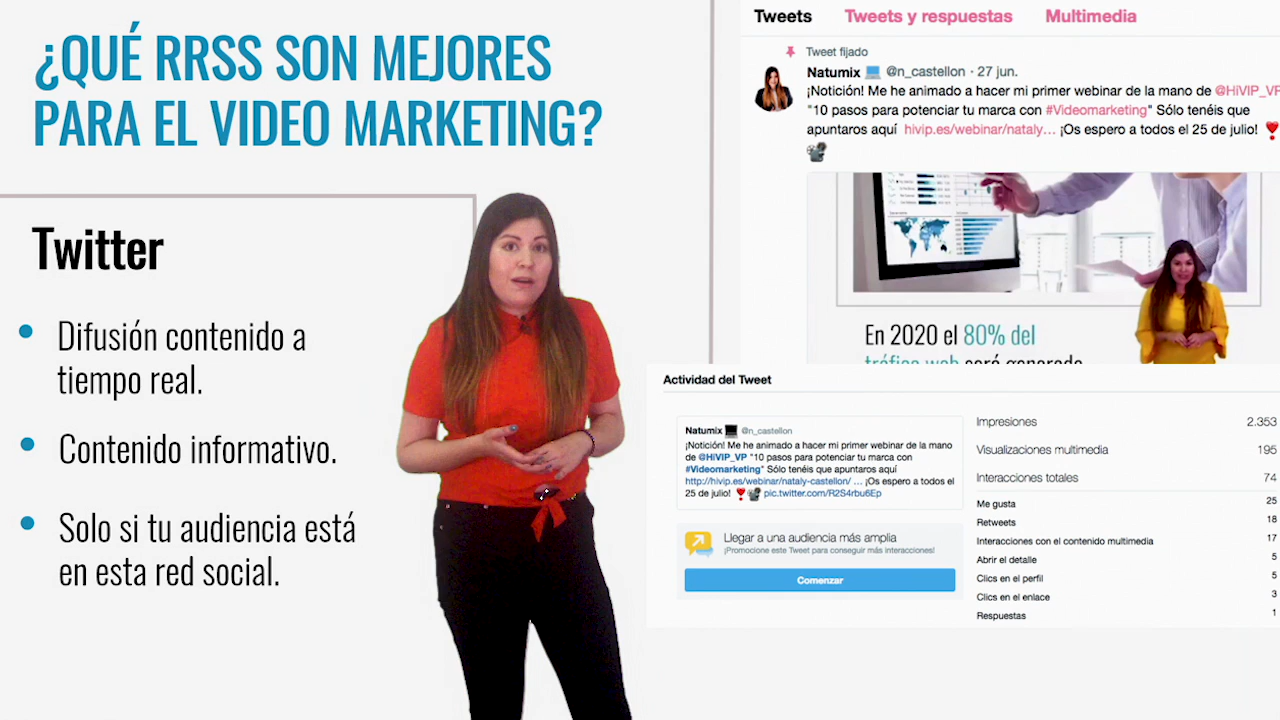 ¿QUÉ RRSS SON MEJORES
PARA EL VIDEO MARKETING?
Twitter
• Difusión contenido a
tiempo real.
• Contenido informativo.
• Solo si tu audiencia está
en esta red social.
Tweets Tweets y respuestas Multimedia
Tweet fijado
Natumix 💻 @n_castellon · 27 jun.
¡Notición! Me he animado a hacer mi primer webinar de la mano de @HiVIP_VP
"10 pasos para potenciar tu marca con #Videomarketing" Sólo tenéis que
apuntaros aquí hivip.es/webinar/nataly... ¡Os espero a todos el 25 de julio! ❣️
📽️
En 2020 el 80% del
tráfico web será generado
Actividad del Tweet
Natumix 💻 @n_castellon
¡Notición! Me he animado a hacer mi primer webinar de la mano
de @HiVIP_VP "10 pasos para potenciar tu marca con
#Videomarketing" Sólo tenéis que apuntaros aquí
http://hivip.es/webinar/nataly-castellon/ ... ¡Os espero a todos el
25 de julio! ❣️📽️ pic.twitter.com/R2S4rbu6Ep
Llegar a una audiencia más amplia
¡Promocione este Tweet para conseguir más interacciones!
Comenzar
Impresiones 2.353
Visualizaciones multimedia 195
Interacciones totales 74
Me gusta 25
Retweets 18
Interacciones con el contenido multimedia 17
Abrir el detalle 5
Clics en el perfil 5
Clics en el enlace 3
Respuestas 1